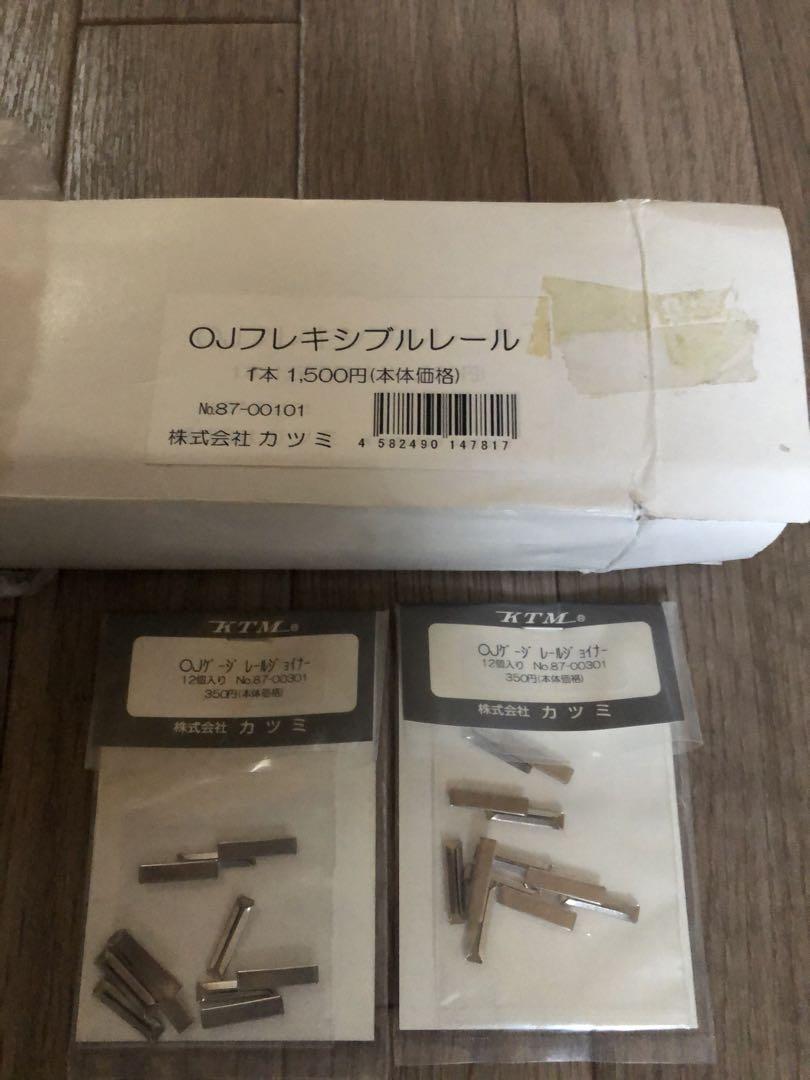 OJフレキシブルレール
1本 1,500円(本体価格)
№87-00101
株式会社 カツミ
4 582490 147817
KTM®
OJｹﾞｰｼﾞ ﾚｰﾙｼﾞｮｲﾅｰ
12個入り No.87-00301
350円(本体価格)
株式会社 カツミ
KTM®
OJｹﾞｰｼﾞ ﾚｰﾙｼﾞｮｲﾅｰ
12個入り No.87-00301
350円(本体価格)
株式会社 カツミ